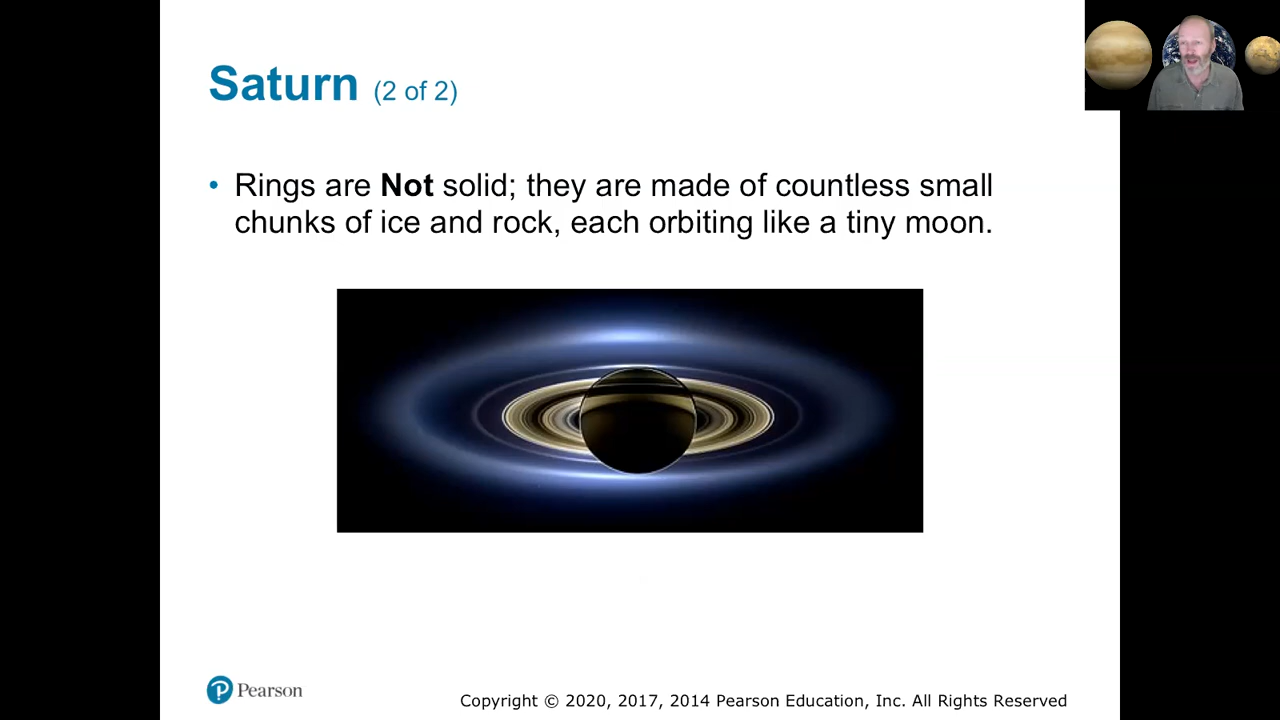 Saturn (2 of 2)
• Rings are Not solid; they are made of countless small
chunks of ice and rock, each orbiting like a tiny moon.
Pearson
Copyright © 2020, 2017, 2014 Pearson Education, Inc. All Rights Reserved